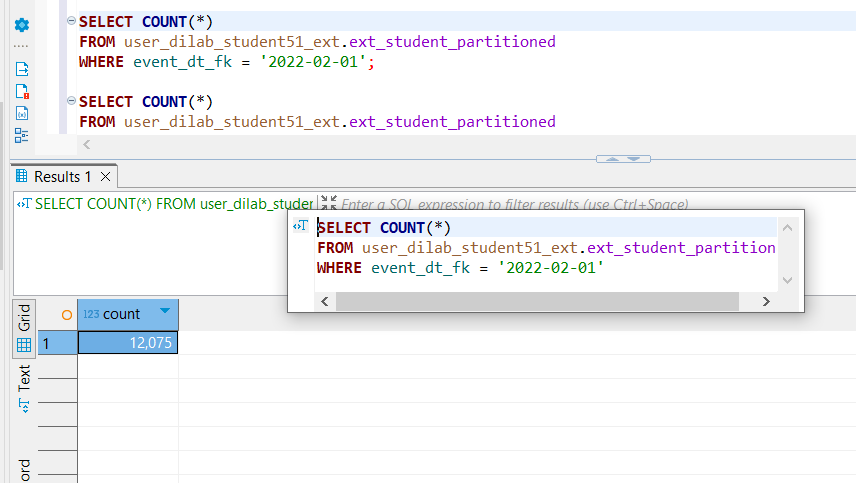 SELECT COUNT(*)
FROM user_dilab_student51_ext.ext_student_partitioned
WHERE event_dt_fk = '2022-02-01';
SELECT COUNT(*)
FROM user_dilab_student51_ext.ext_student_partitioned
Results 1
SELECT COUNT(*) FROM user_dilab_studen
Enter a SQL expression to filter results (use Ctrl+Space)
SELECT COUNT(*)
FROM user_dilab_student51_ext.ext_student_partition
WHERE event_dt_fk = '2022-02-01'
Grid
123 count
1 12,075
Text
ord